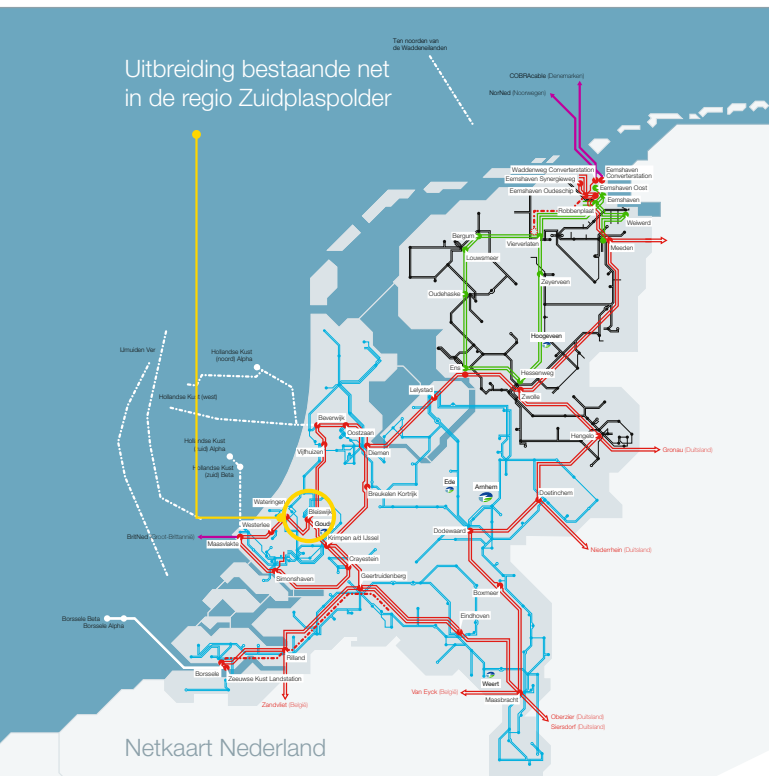 Ten noorden van
de Waddeneilanden
Uitbreiding bestaande net
in de regio Zuidplaspolder
COBRAcable (Denemarken)
NorNed (Noorwegen)
Waddenweg Converterstation
Eemshaven
Converterstation
Eemshaven Synergieweg
Eemshaven Oudeschip
Eemshaven Oost
Eemshaven
Robbenplaat
Weiwerd
Bergum
Vierverlaten
Meeden
Louwsmeer
Zeyerveen
Oudehaske
Hoogeveen
IJmuiden Ver
Hollandse Kust
(noord) Alpha
Ens
Hessenweg
Lelystad
Zwolle
Hollandse Kust (west)
Beverwijk
Oostzaan
Hengelo
Hollandse Kust
(zuid) Alpha
Vijfhuizen
Diemen
Gronau (Duitsland)
Hollandse Kust
(zuid) Beta
Ede
Arnhem
Breukelen Kortrijk
Doetinchem
Wateringen
Bleiswijk
Westerlee
Dodewaard
BritNed (Groot-Brittannië)
Maasvlakte
Krimpen a/d IJssel
Niederrhein (Duitsland)
Crayestein
Simonshaven
Geertruidenberg
Boxmeer
Borssele Beta
Borssele Alpha
Eindhoven
Rilland
Borssele
Zeeuwse Kust Landstation
Weert
Van Eyck (België)
Maasbracht
Zandvliet (België)
Oberzier (Duitsland)
Siersdorf (Duitsland)
Netkaart Nederland